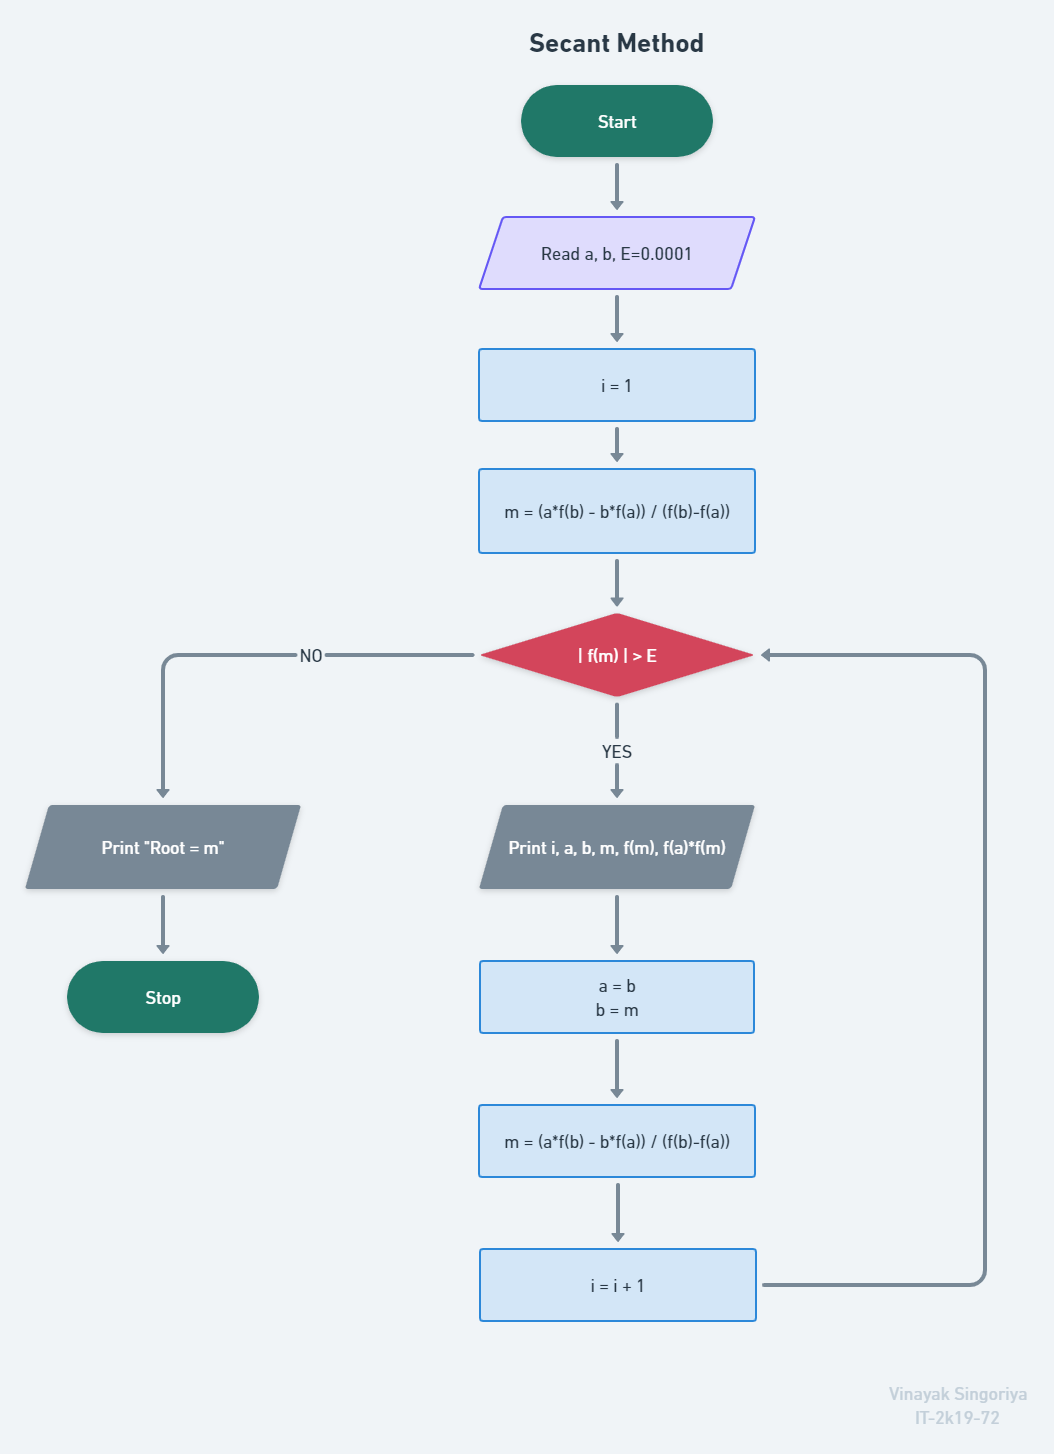 Secant Method
Start
Read a, b, E=0.0001
i = 1
m = (a*f(b) - b*f(a)) / (f(b)-f(a))
| f(m) | > E
NO
YES
Print "Root = m"
Print i, a, b, m, f(m), f(a)*f(m)
Stop
a = b
b = m
m = (a*f(b) - b*f(a)) / (f(b)-f(a))
i = i + 1
Vinayak Singoriya
IT-2k19-72